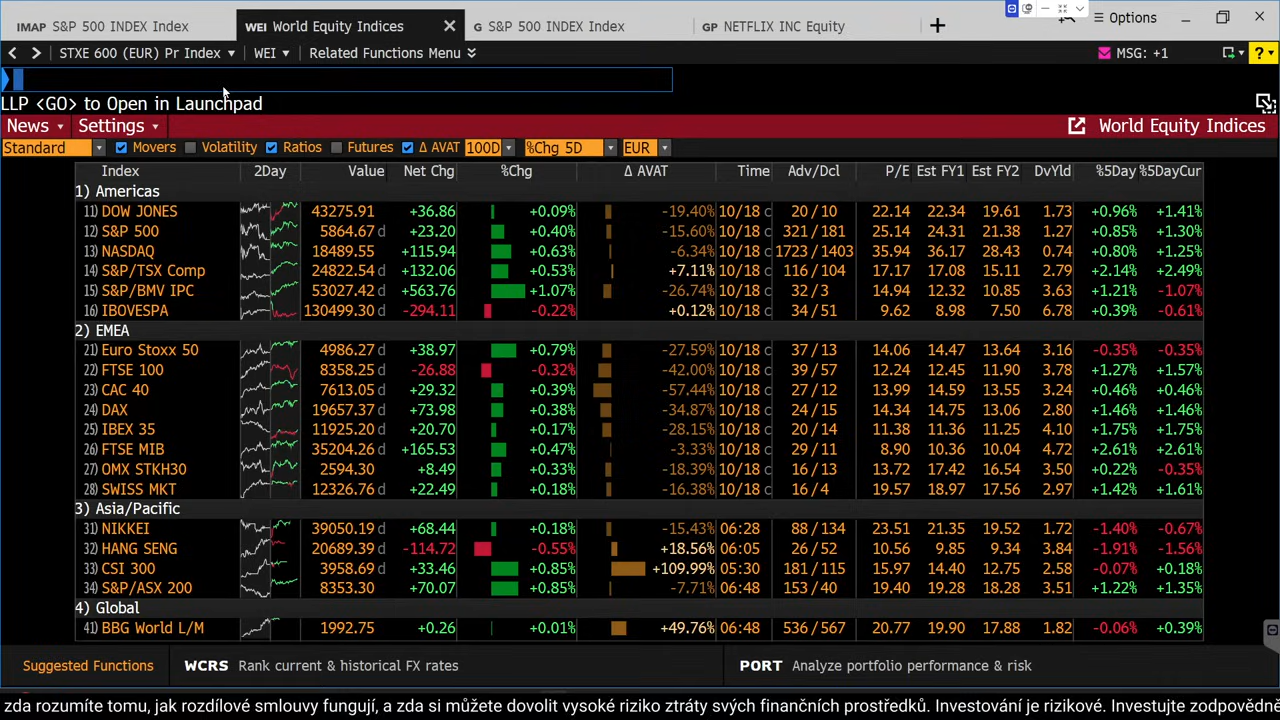 IMAP S&P 500 INDEX Index WEI World Equity Indices G S&P 500 INDEX Index GP NETFLIX INC Equity Options
STXE 600 (EUR) Pr Index WEI Related Functions Menu MSG: +1 ?
LLP <GO> to Open in Launchpad
News Settings World Equity Indices
Standard Movers Volatility Ratios Futures Δ AVAT 100D %Chg 5D EUR
Index 2Day Value Net Chg %Chg Δ AVAT Time Adv/Dcl P/E Est FY1 Est FY2 DvYld %5Day %5DayCur
1) Americas
11) DOW JONES 43275.91 +36.86 +0.09% -19.40% 10/18 c 20 / 10 22.14 22.34 19.61 1.73 +0.96% +1.41%
12) S&P 500 5864.67 d +23.20 +0.40% -15.60% 10/18 c 321 / 181 25.14 24.31 21.38 1.27 +0.85% +1.30%
13) NASDAQ 18489.55 +115.94 +0.63% -6.34% 10/18 c 1723 / 1403 35.94 36.17 28.43 0.74 +0.80% +1.25%
14) S&P/TSX Comp 24822.54 d +132.06 +0.53% +7.11% 10/18 c 116 / 104 17.17 17.08 15.11 2.79 +2.14% +2.49%
15) S&P/BMV IPC 53027.42 d +563.76 +1.07% -26.74% 10/18 c 32 / 3 14.94 12.32 10.85 3.63 +1.21% -1.07%
16) IBOVESPA 130499.30 d -294.11 -0.22% +0.12% 10/18 c 34 / 51 9.62 8.98 7.50 6.78 +0.39% -0.61%
2) EMEA
21) Euro Stoxx 50 4986.27 d +38.97 +0.79% -27.59% 10/18 c 37 / 13 14.06 14.47 13.64 3.16 -0.35% -0.35%
22) FTSE 100 8358.25 d -26.88 -0.32% -42.00% 10/18 c 39 / 57 12.24 12.45 11.90 3.78 +1.27% +1.57%
23) CAC 40 7613.05 d +29.32 +0.39% -57.44% 10/18 c 27 / 12 13.99 14.59 13.55 3.24 +0.46% +0.46%
24) DAX 19657.37 d +73.98 +0.38% -34.87% 10/18 c 24 / 15 14.34 14.75 13.06 2.80 +1.46% +1.46%
25) IBEX 35 11925.20 d +20.70 +0.17% -28.15% 10/18 c 20 / 14 11.38 11.36 11.25 4.10 +1.75% +1.75%
26) FTSE MIB 35204.26 d +165.53 +0.47% -3.33% 10/18 c 29 / 11 8.90 10.36 10.04 4.72 +2.61% +2.61%
27) OMX STKH30 2594.30 +8.49 +0.33% -18.39% 10/18 c 16 / 13 13.72 17.42 16.54 3.50 +0.22% -0.35%
28) SWISS MKT 12326.76 d +22.49 +0.18% -16.38% 10/18 c 16 / 4 19.57 18.97 17.56 2.97 +1.42% +1.61%
3) Asia/Pacific
31) NIKKEI 39050.19 d +68.44 +0.18% -15.43% 06:28 88 / 134 23.51 21.35 19.52 1.72 -1.40% -0.67%
32) HANG SENG 20689.39 d -114.72 -0.55% +18.56% 06:05 26 / 52 10.56 9.85 9.34 3.84 -1.91% -1.56%
33) CSI 300 3958.69 d +33.46 +0.85% +109.99% 05:30 181 / 115 15.97 14.40 12.75 2.58 -0.07% +0.18%
34) S&P/ASX 200 8353.30 +70.07 +0.85% -7.71% 06:48 153 / 40 19.40 19.28 18.28 3.51 +1.22% +1.35%
4) Global
41) BBG World L/M 1992.75 +0.26 +0.01% +49.76% 06:48 536 / 567 20.77 19.90 17.88 1.82 -0.06% +0.39%
Suggested Functions WCRS Rank current & historical FX rates PORT Analyze portfolio performance & risk
zda rozumíte tomu, jak rozdílové smlouvy fungují, a zda si můžete dovolit vysoké riziko ztráty svých finančních prostředků. Investování je rizikové. Investujte zodpovědně